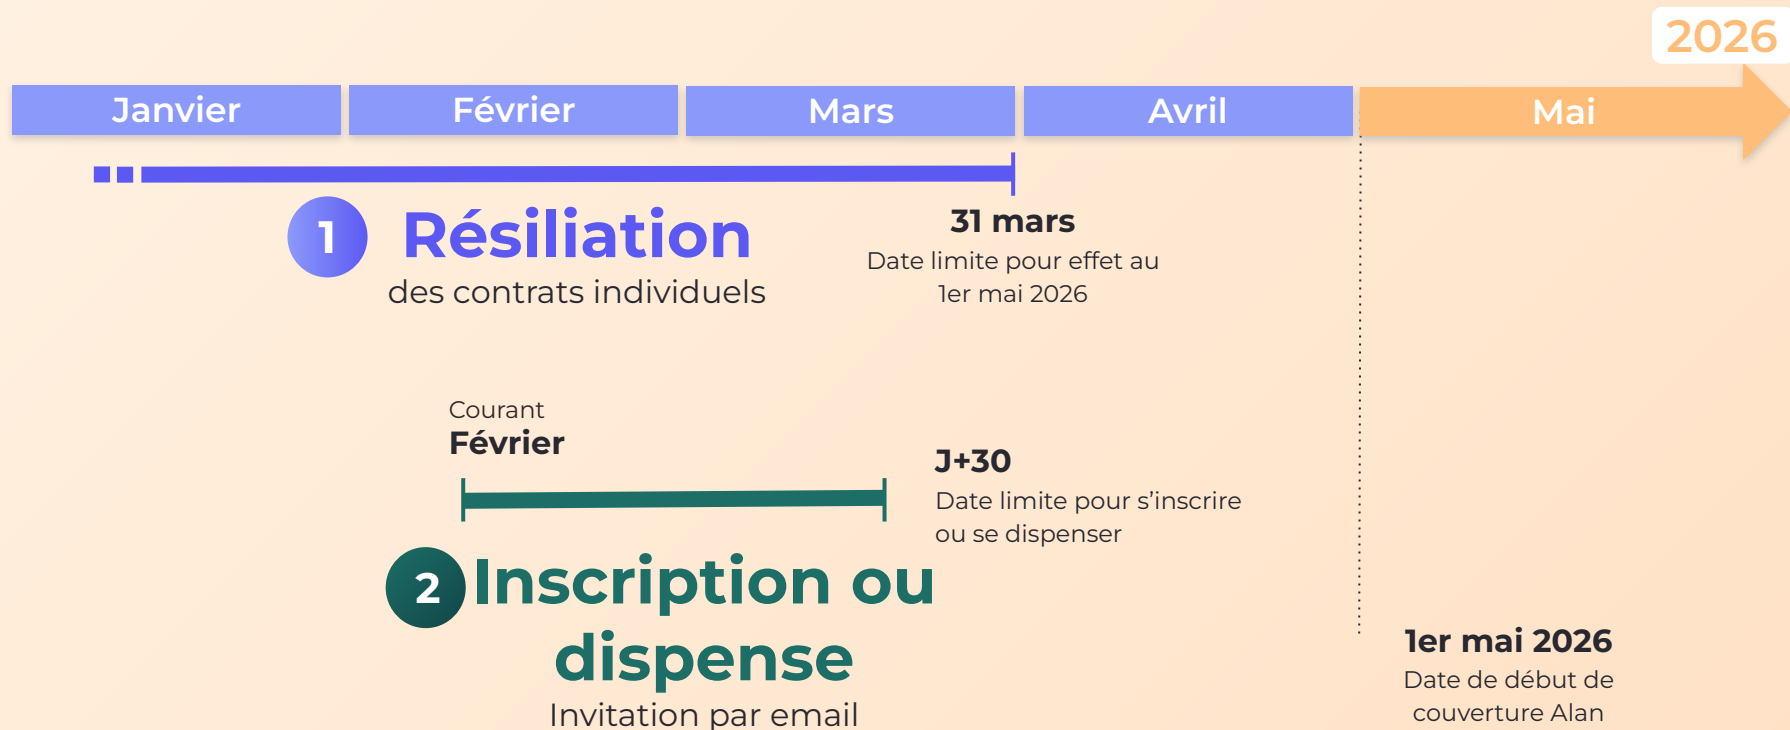 2026
Janvier
Février
Mars
Avril
Mai
1
Résiliation
des contrats individuels
31 mars
Date limite pour effet au
1er mai 2026
Courant
Février
J+30
Date limite pour s’inscrire
ou se dispenser
2
Inscription ou
dispense
Invitation par email
1er mai 2026
Date de début de
couverture Alan